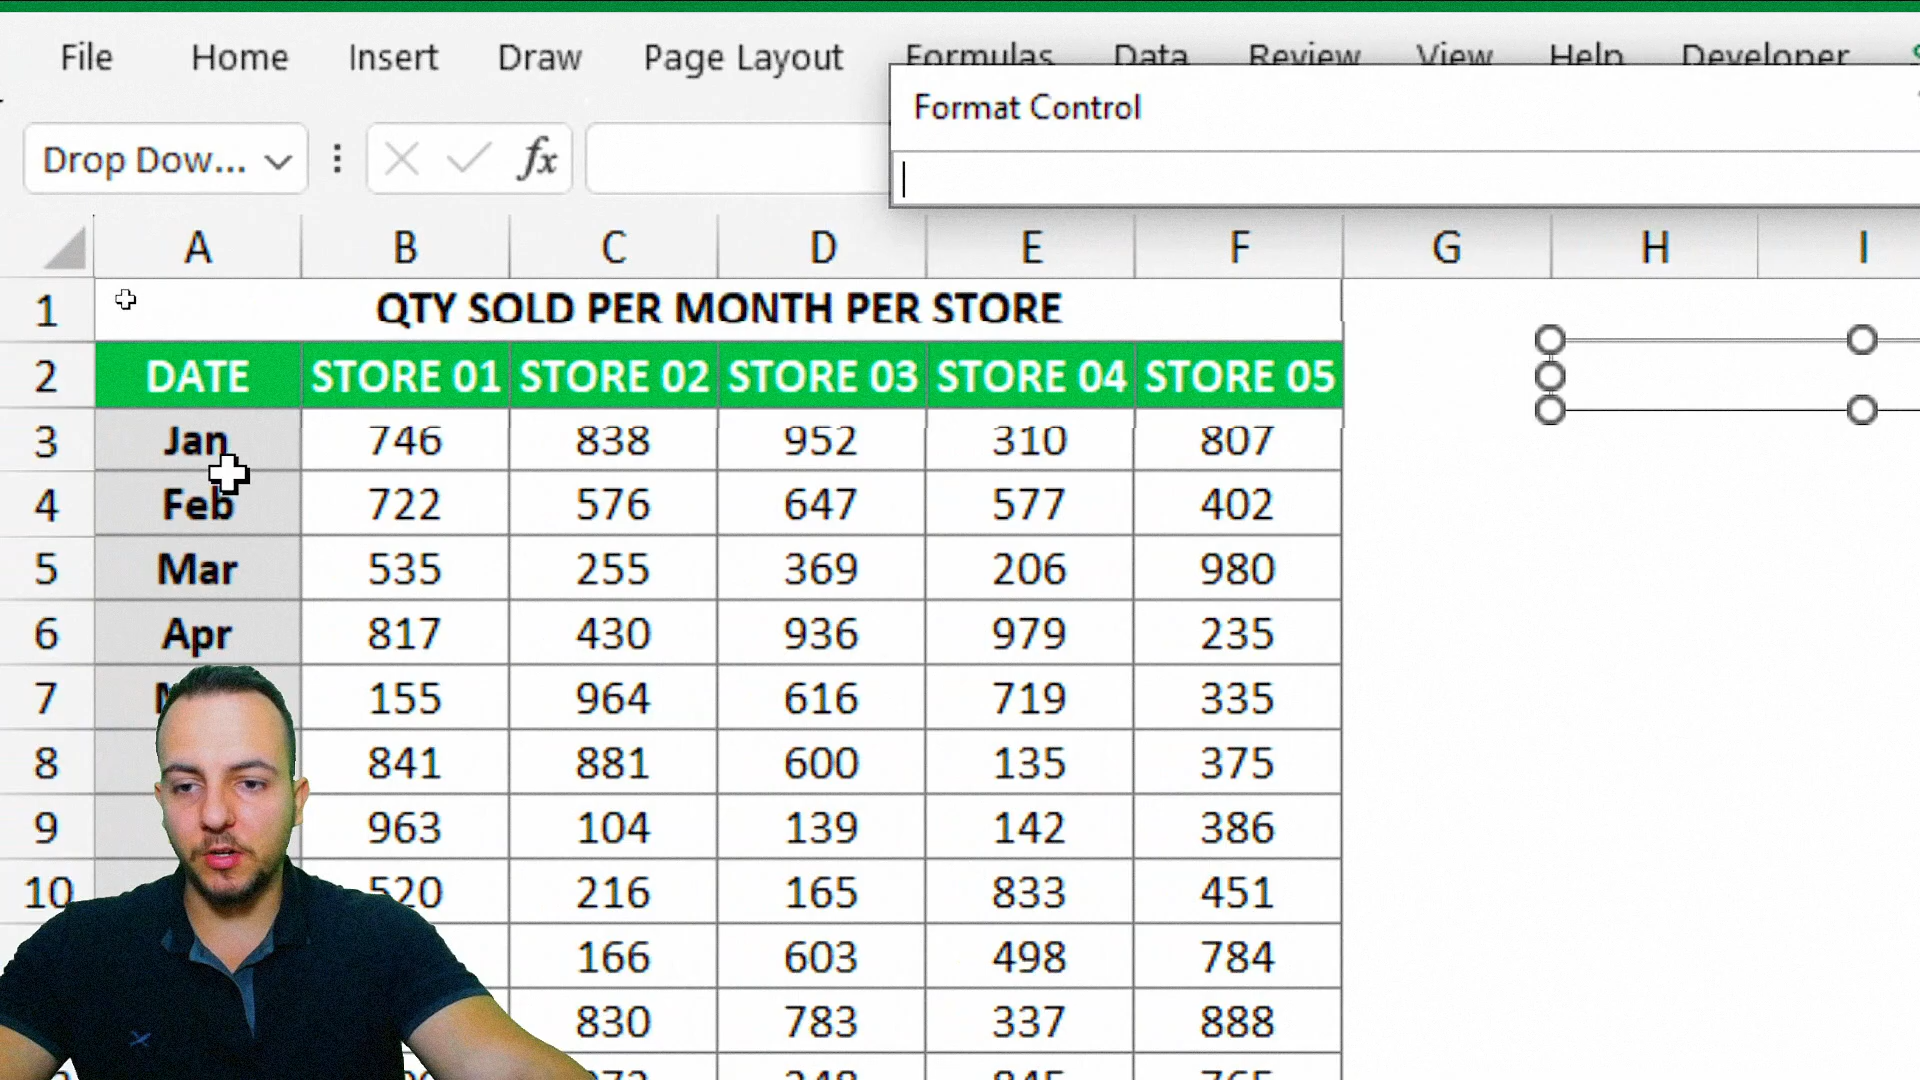 File Home Insert Draw Page Layout Formulas Data Review View Help Developer
Format Control
Drop Dow... fx
A B C D E F G H I
1 QTY SOLD PER MONTH PER STORE
2 DATE STORE 01 STORE 02 STORE 03 STORE 04 STORE 05
3 Jan 746 838 952 310 807
4 Feb 722 576 647 577 402
5 Mar 535 255 369 206 980
6 Apr 817 430 936 979 235
7 155 964 616 719 335
8 841 881 600 135 375
9 963 104 139 142 386
10 520 216 165 833 451
166 603 498 784
830 783 337 888